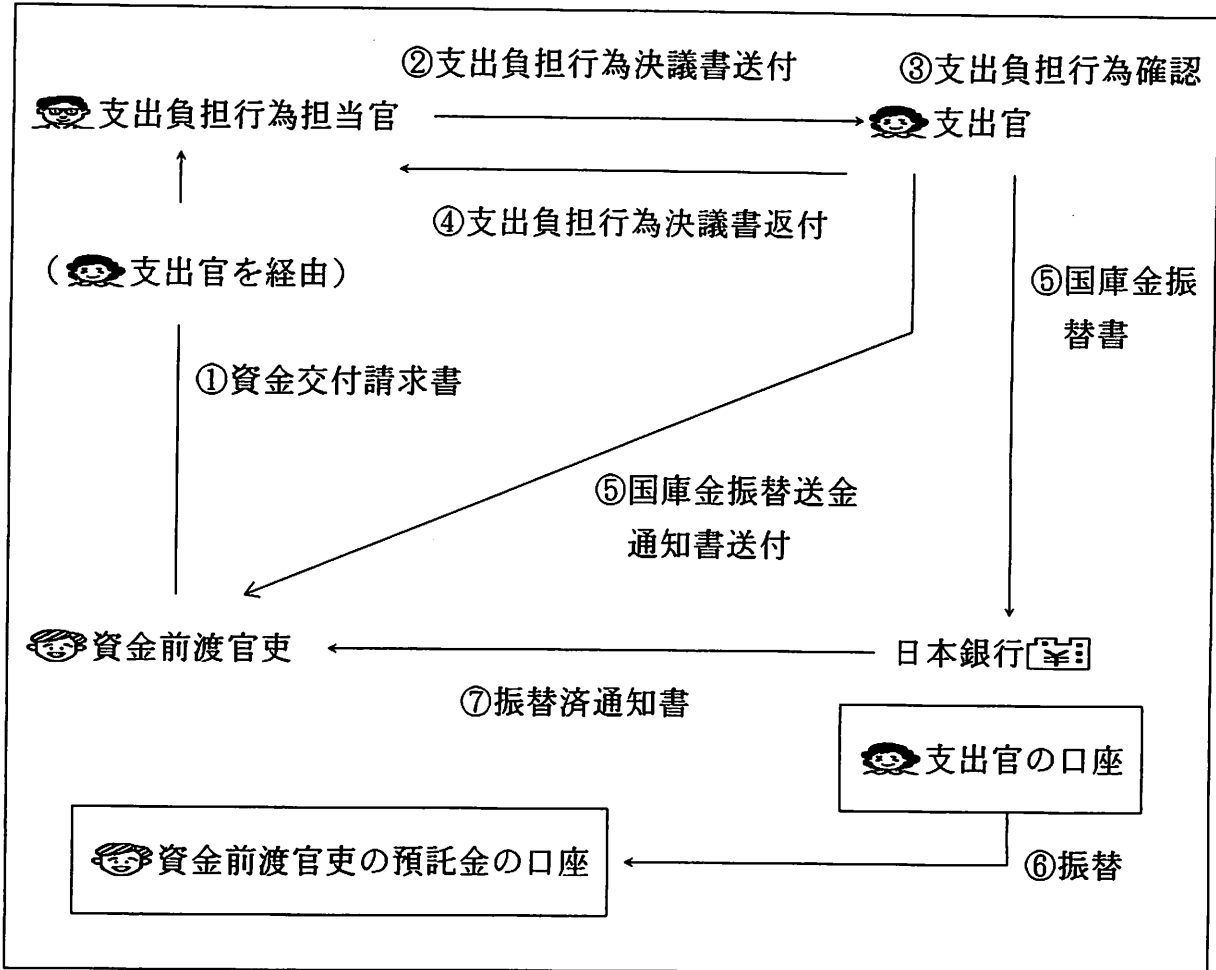 ②支出負担行為決議書送付
③支出負担行為確認
支出負担行為担当官
支出官
④支出負担行為決議書返付
（支出官を経由）
⑤国庫金振
替書
①資金交付請求書
⑤国庫金振替送金
通知書送付
資金前渡官吏
日本銀行
¥
⑦振替済通知書
支出官の口座
資金前渡官吏の預託金の口座
⑥振替